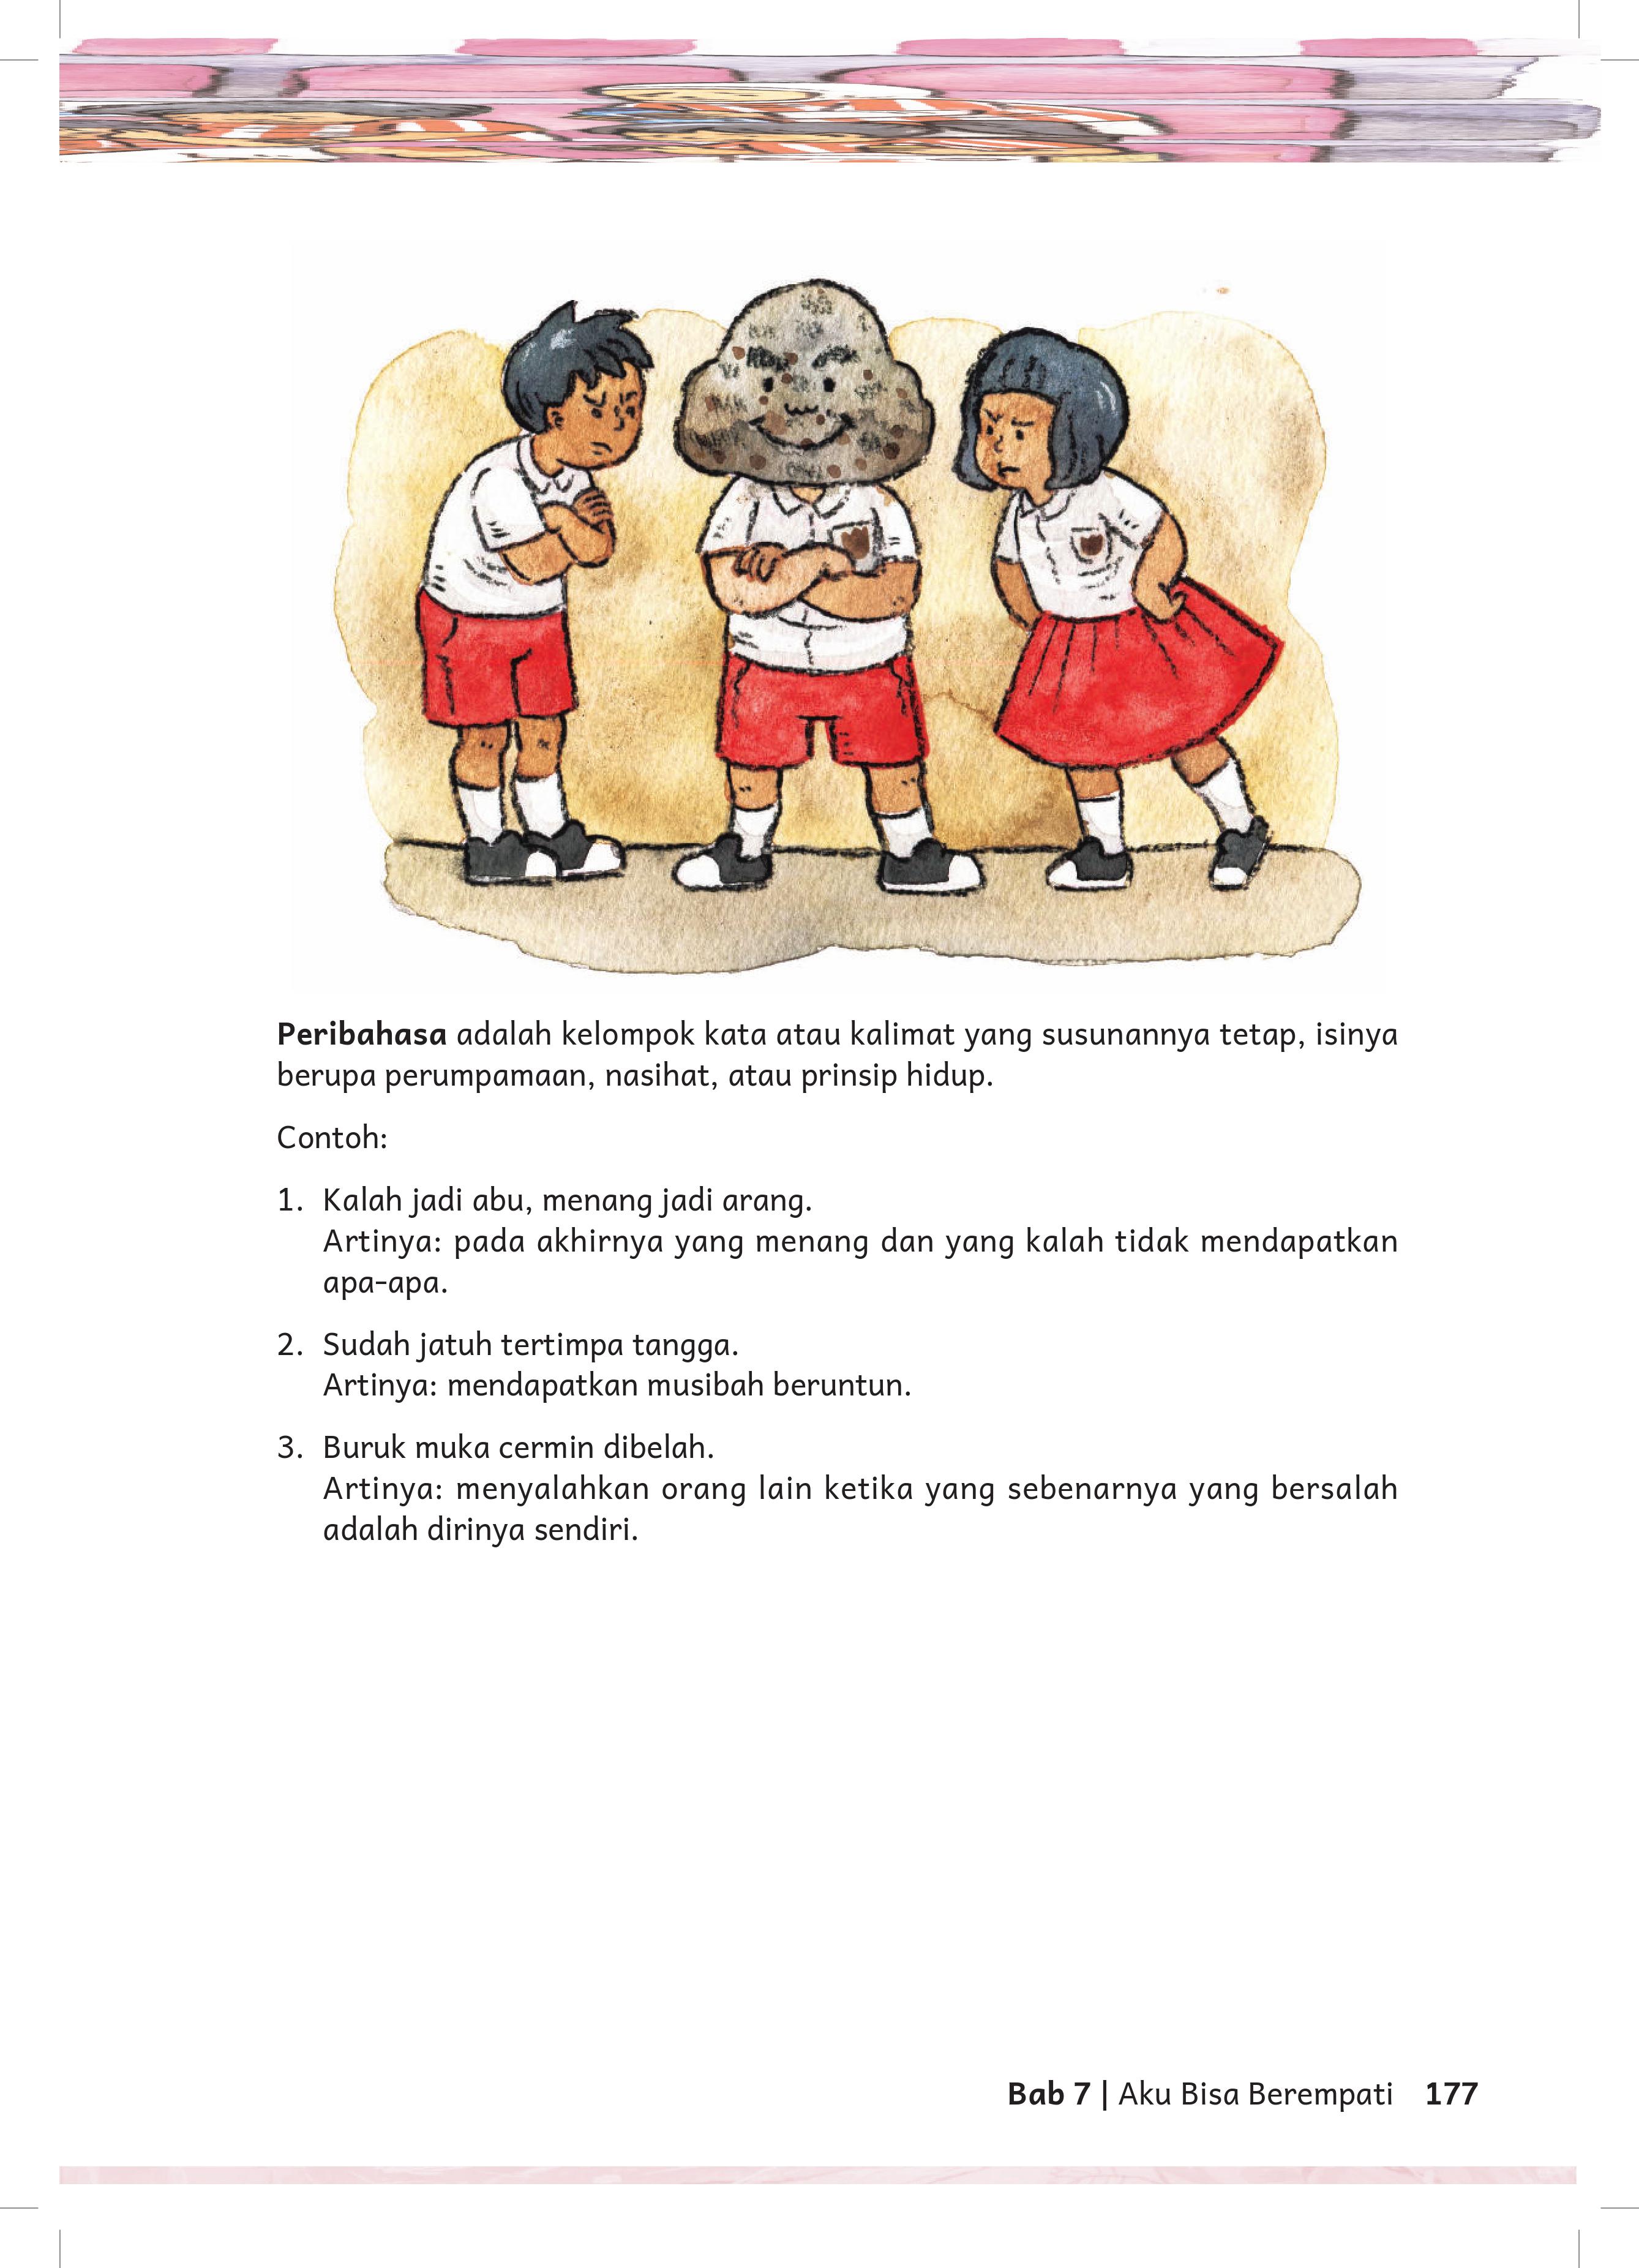 Peribahasa adalah kelompok kata atau kalimat yang susunannya tetap, isinya
berupa perumpamaan, nasihat, atau prinsip hidup.
Contoh:
1. Kalah jadi abu, menang jadi arang.
Artinya: pada akhirnya yang menang dan yang kalah tidak mendapatkan
apa-apa.
2. Sudah jatuh tertimpa tangga.
Artinya: mendapatkan musibah beruntun.
3. Buruk muka cermin dibelah.
Artinya: menyalahkan orang lain ketika yang sebenarnya yang bersalah
adalah dirinya sendiri.
Bab 7 | Aku Bisa Berempati 177